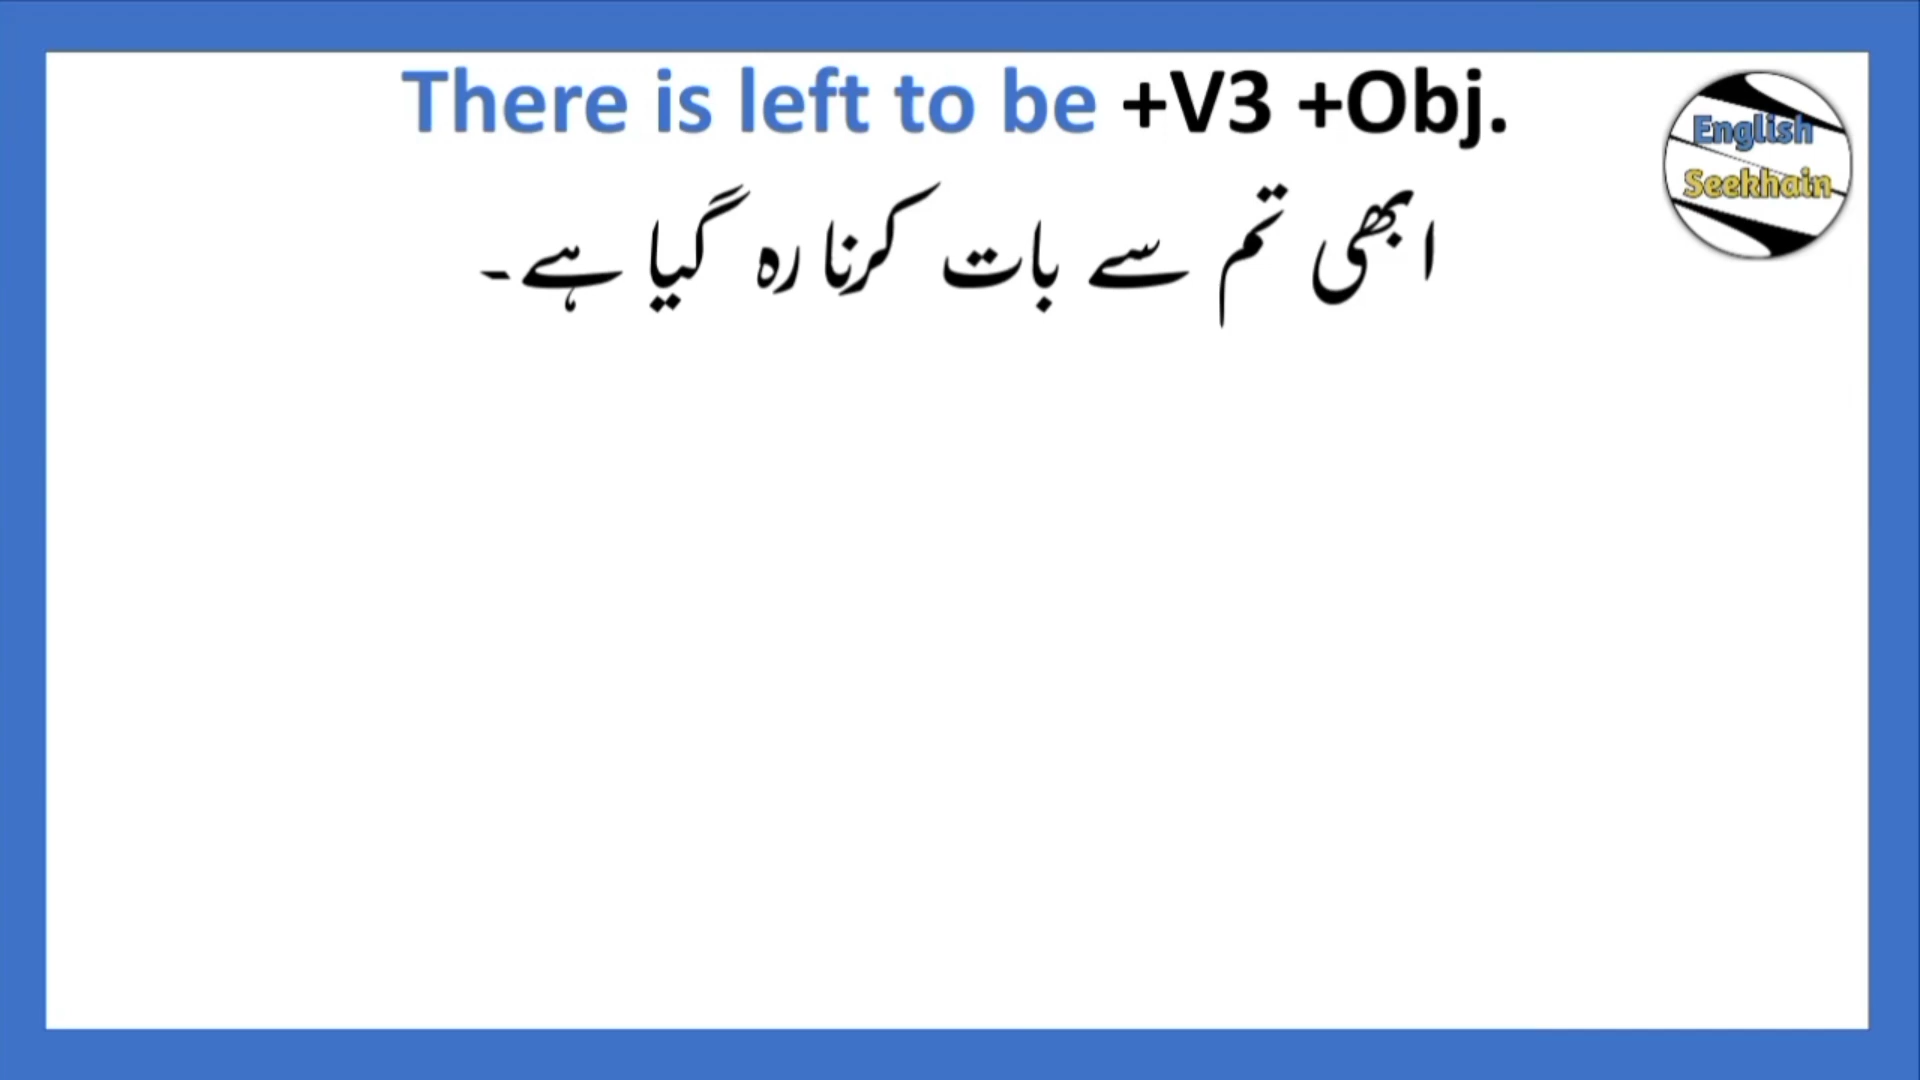 There is left to be +V3 +Obj.
English
Seekhain
ابھی تم سے بات کرنا رہ گیا ہے۔